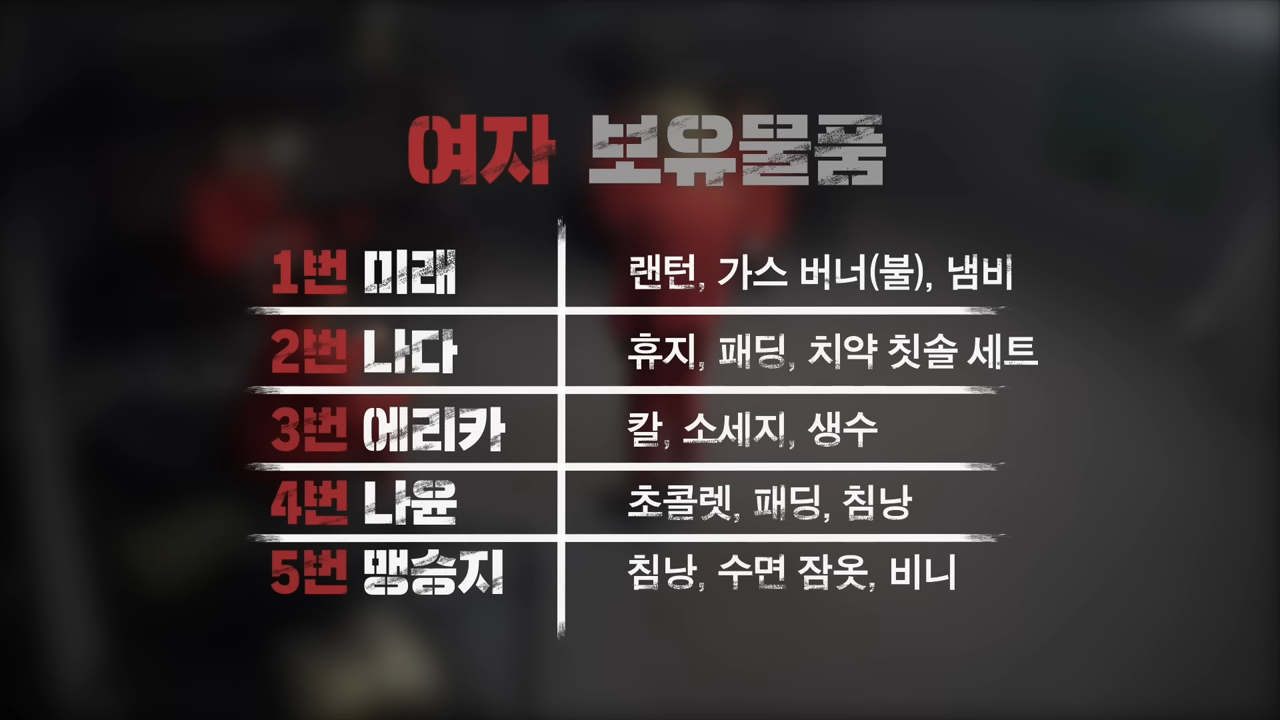 여자 보유물품
1번 미래 랜턴, 가스 버너(불), 냄비
2번 나다 휴지, 패딩, 치약 칫솔 세트
3번 에리카 칼, 소세지, 생수
4번 나윤 초콜렛, 패딩, 침낭
5번 맹승지 침낭, 수면 잠옷, 비니